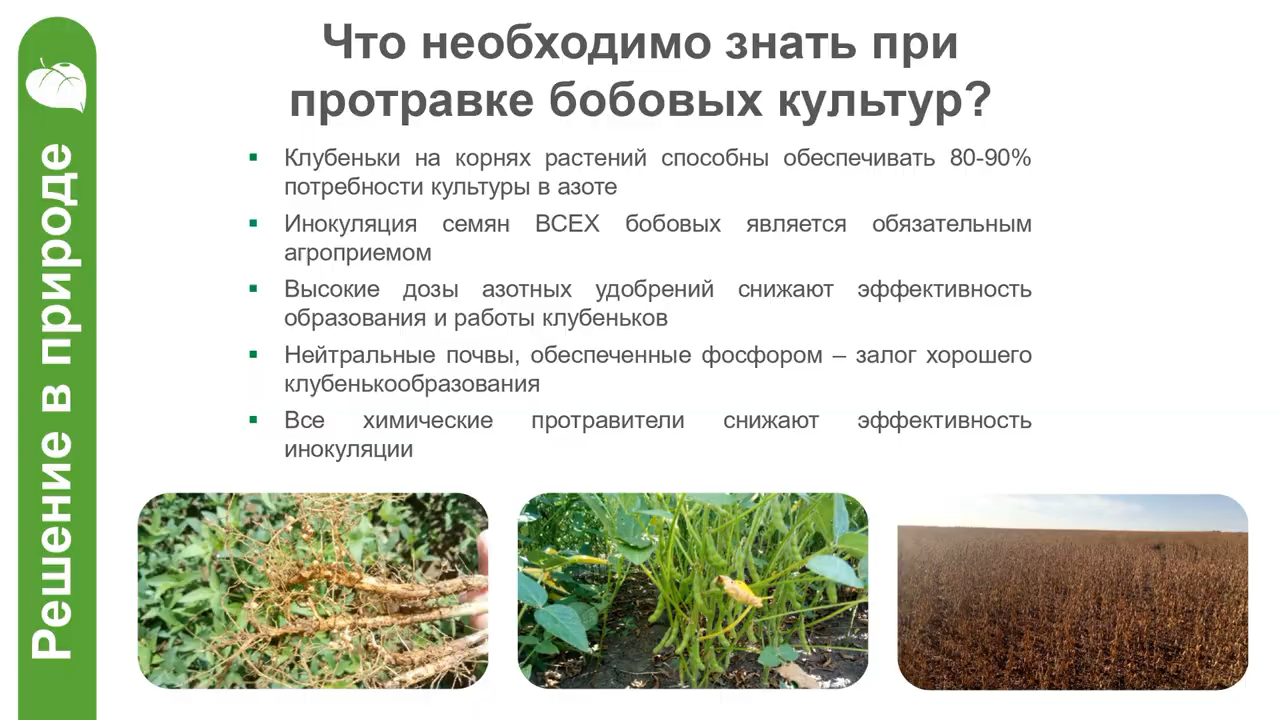 Решение в природе
Что необходимо знать при
протравке бобовых культур?
▪ Клубеньки на корнях растений способны обеспечивать 80-90%
потребности культуры в азоте
▪ Инокуляция семян ВСЕХ бобовых является обязательным
агроприемом
▪ Высокие дозы азотных удобрений снижают эффективность
образования и работы клубеньков
▪ Нейтральные почвы, обеспеченные фосфором – залог хорошего
клубенькообразования
▪ Все химические протравители снижают эффективность
инокуляции